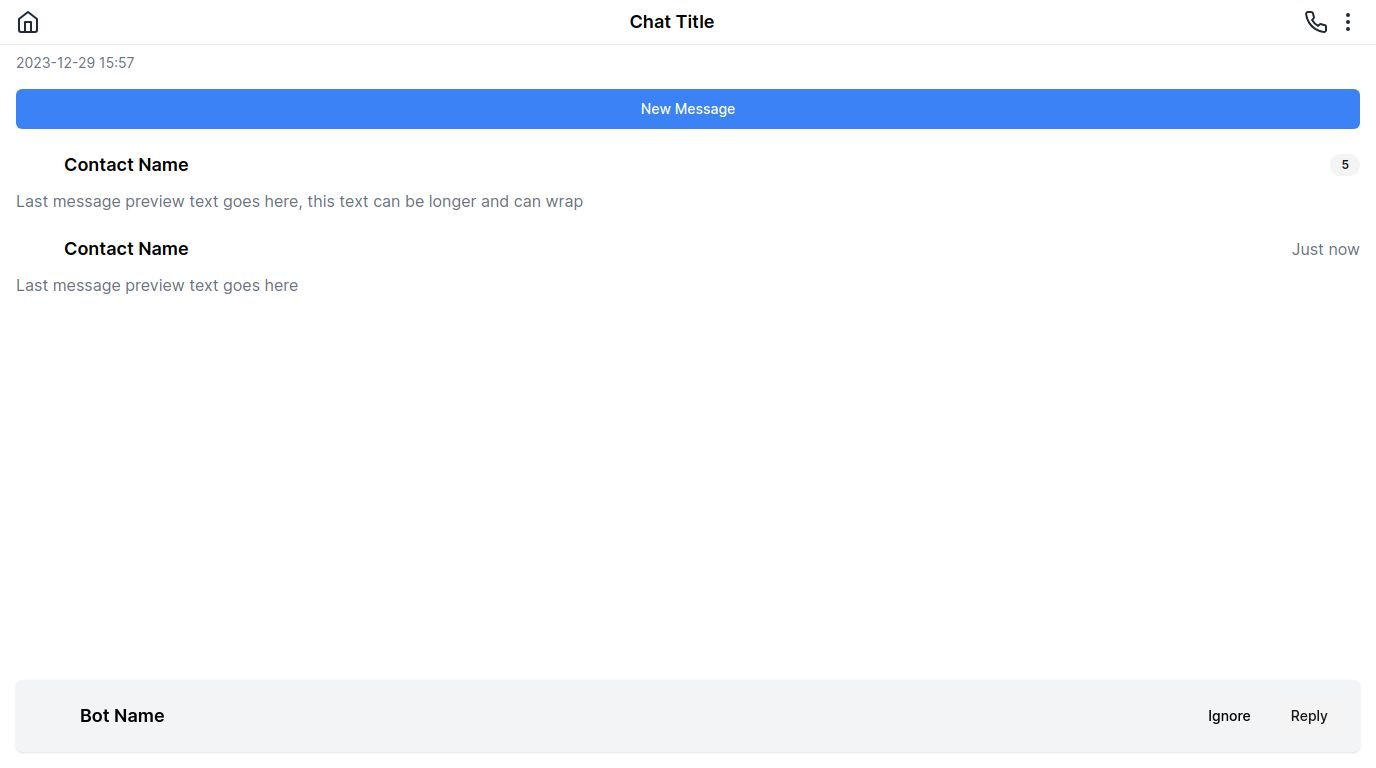 Chat Title
2023-12-29 15:57
New Message
Contact Name 5
Last message preview text goes here, this text can be longer and can wrap
Contact Name Just now
Last message preview text goes here
Bot Name Ignore Reply